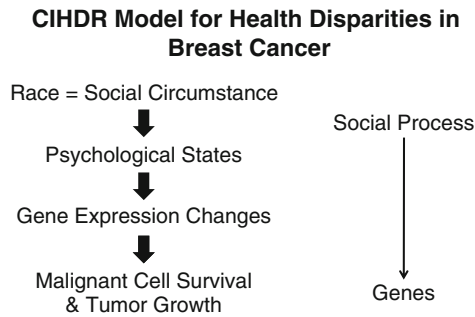 CIHDR Model for Health Disparities in
Breast Cancer
Race = Social Circumstance
Psychological States
Gene Expression Changes
Malignant Cell Survival
& Tumor Growth
Social Process
Genes